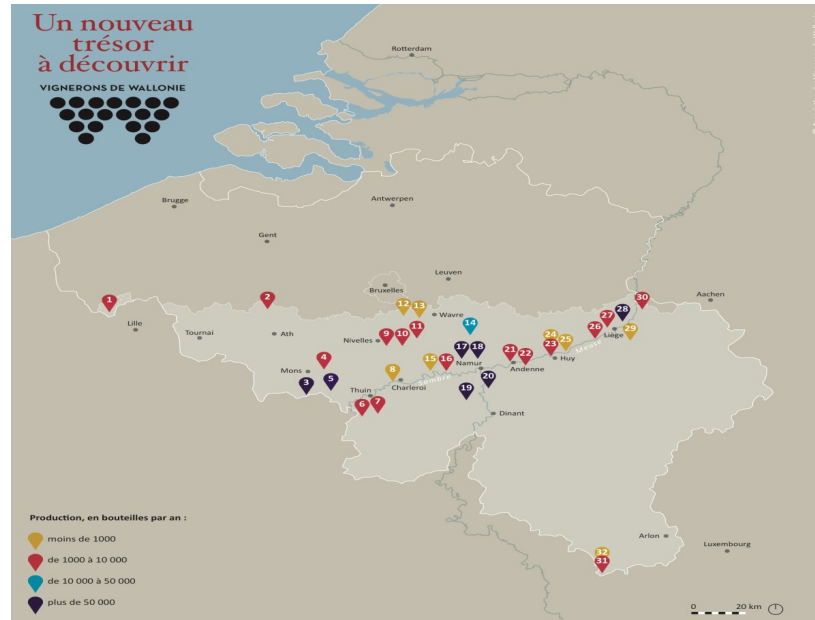 Un nouveau
trésor
à découvrir
VIGNERONS DE WALLONIE
Rotterdam
Brugge
Antwerpen
Gent
Leuven
Bruxelles
Aachen
Lille
Tournai
Ath
Wavre
Nivelles
Liège
Mons
Namur
Andenne
Huy
Meuse
Thuin
Charleroi
Sambre
Dinant
Arlon
Luxembourg
1
2
3
4
5
6
7
8
9
10
11
12
13
14
15
16
17
18
19
20
21
22
23
24
25
26
27
28
29
30
31
32
Production, en bouteilles par an :
moins de 1000
de 1000 à 10 000
de 10 000 à 50 000
plus de 50 000
0 20 km